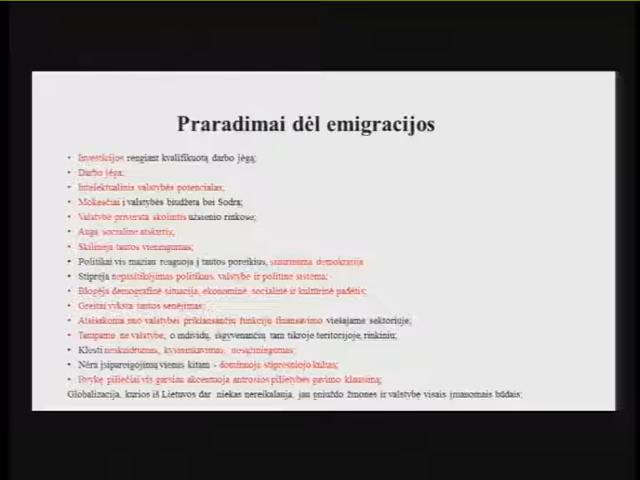 Praradimai dėl emigracijos
• Investicijos rengiant kvalifikuotą darbo jėgą;
• Darbo jėga;
• Intelektualinis valstybės potencialas;
• Mokesčiai į valstybės biudžetą bei Sodrą;
• Valstybė priversta skolintis užsienio rinkose;
• Auga socialinė atskirtis;
• Skilinėja tautos vieningumas;
• Politikai vis mažiau reaguoja į tautos poreikius, demokratija
• Stiprėja nepasitikėjimas politikais, valstybe ir politine sistema;
• Blogėja demografinė situacija, ekonominė, socialinė ir kultūrinė padėtis;
• Greitai vyksta tautos senėjimas;
• Atsisakoma nuo valstybei priklausančių funkcijų finansavimo viešajame sektoriuje;
• Tampame ne valstybe, o individų, išgyvenančių tam tikroje teritorijoje, rinkiniu;
• Klesti neskaidrumas, kyšininkavimas, nesąžiningumas;
• Nėra įsipareigojimų vienas kitam - dominuoja stipresniojo kultas;
• Išvykę piliečiai vis garsiau akcentuoja antrosios pilietybės gavimo klausimą;
Globalizacija, kurios iš Lietuvos dar niekas nereikalauja, jau gniuždo žmones ir valstybę visais įmanomais būdais;